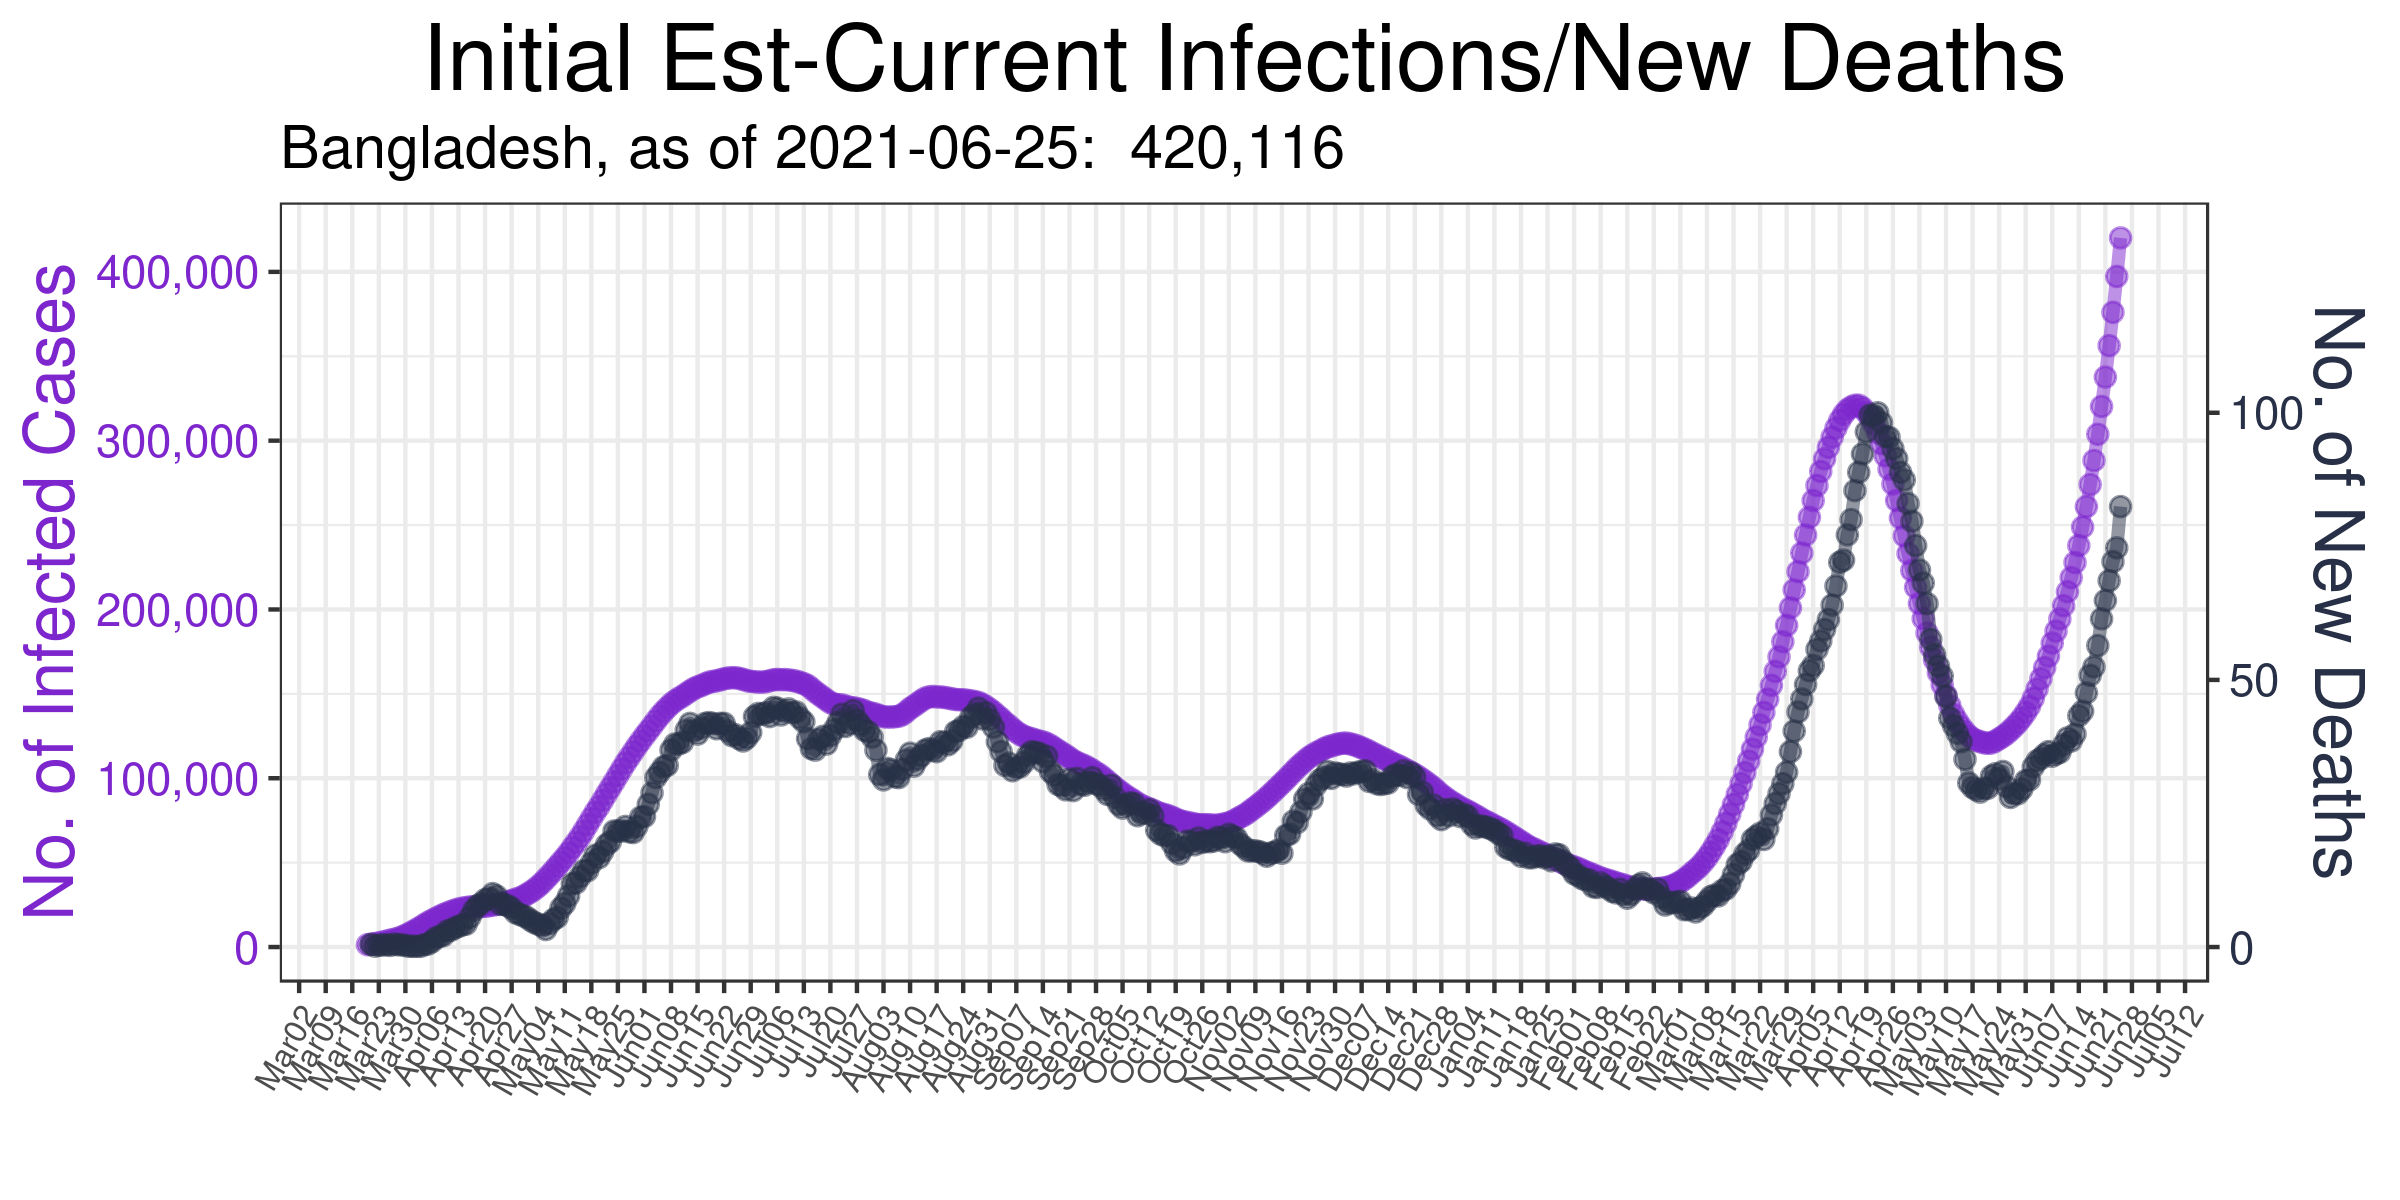 Initial Est-Current Infections/New Deaths
Bangladesh, as of 2021-06-25:  420,116
No. of Infected Cases
400,000
300,000
200,000
100,000
0
No. of New Deaths
100
50
0
Mar02
Mar09
Mar16
Mar23
Mar30
Apr06
Apr13
Apr20
Apr27
May04
May11
May18
May25
Jun01
Jun08
Jun15
Jun22
Jun29
Jul06
Jul13
Jul20
Jul27
Aug03
Aug10
Aug17
Aug24
Aug31
Sep07
Sep14
Sep21
Sep28
Oct05
Oct12
Oct19
Oct26
Nov02
Nov09
Nov16
Nov23
Nov30
Dec07
Dec14
Dec21
Dec28
Jan04
Jan11
Jan18
Jan25
Feb01
Feb08
Feb15
Feb22
Mar01
Mar08
Mar15
Mar22
Mar29
Apr05
Apr12
Apr19
Apr26
May03
May10
May17
May24
May31
Jun07
Jun14
Jun21
Jun28
Jul05
Jul12